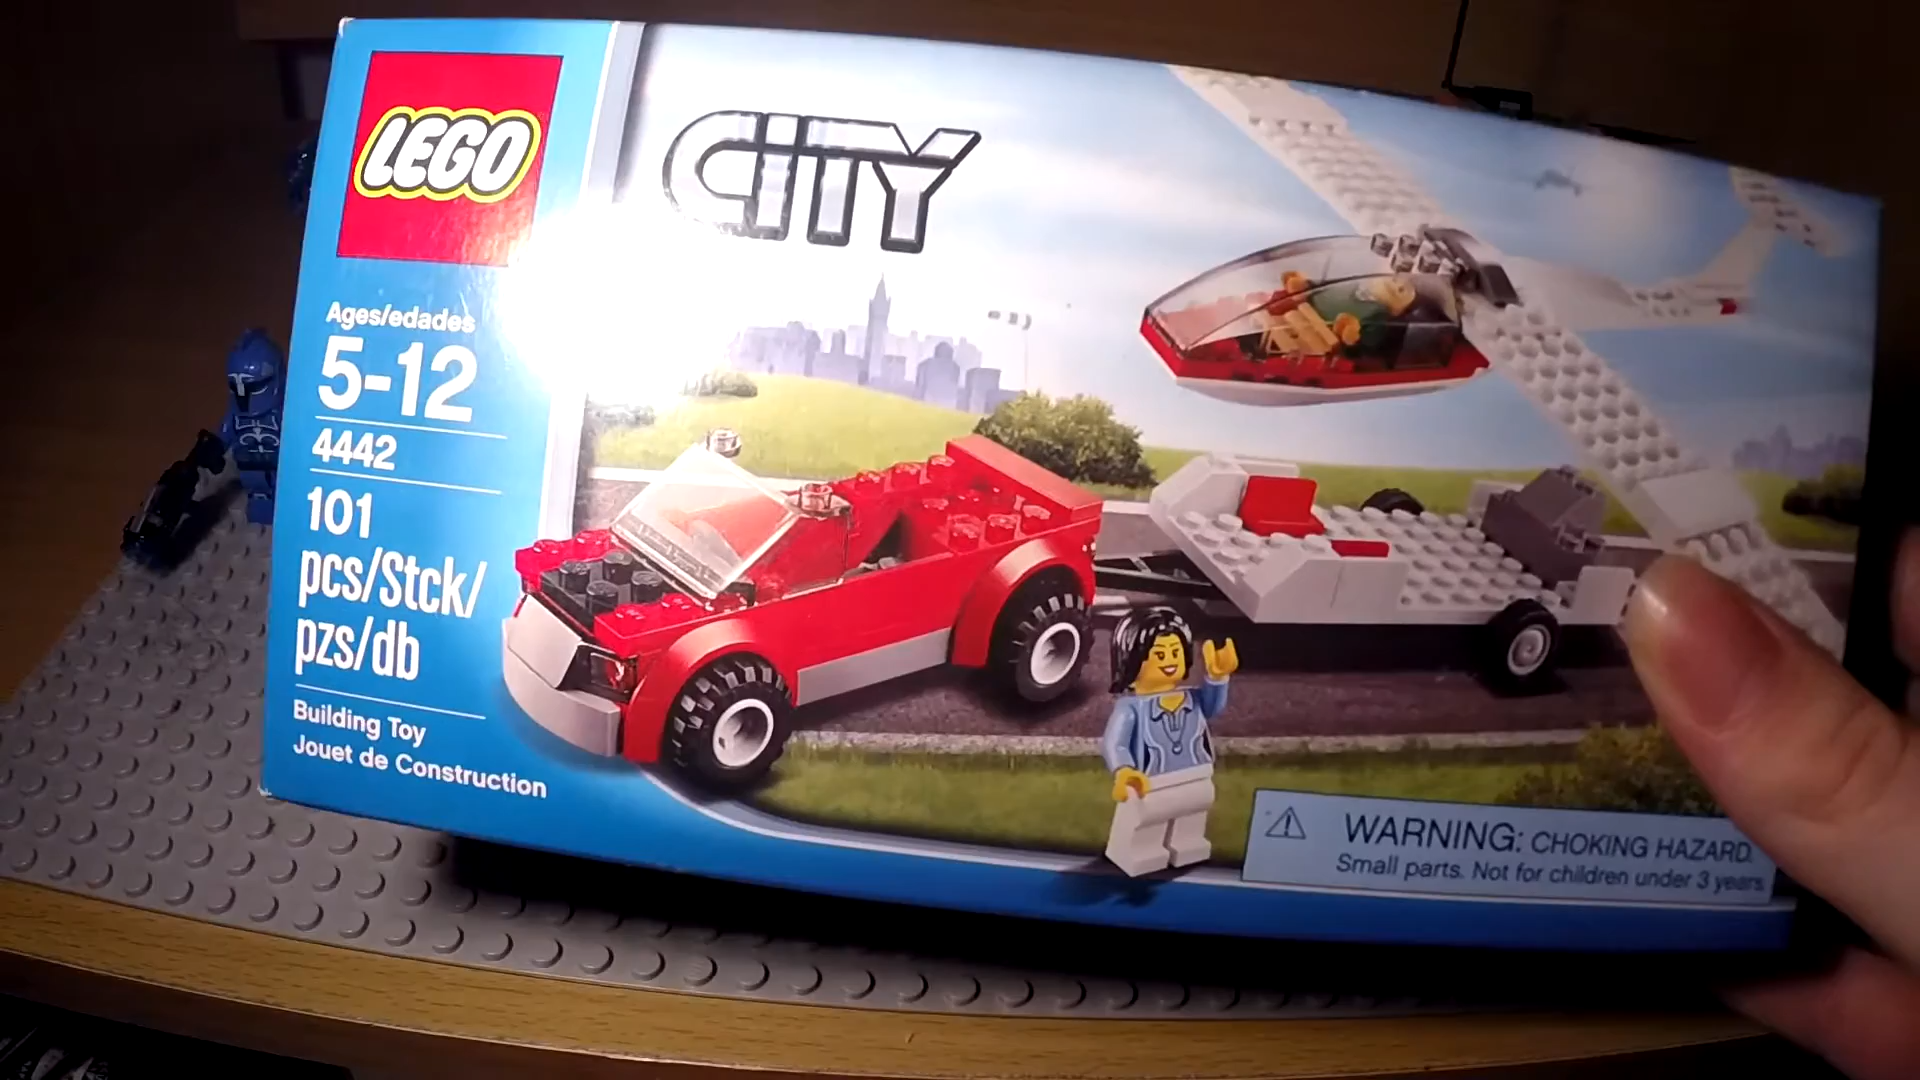 LEGO
CITY
Ages/edades
5-12
4442
101
pcs/Stck/
pzs/db
Building Toy
Jouet de Construction
WARNING: CHOKING HAZARD.
Small parts. Not for children under 3 years.